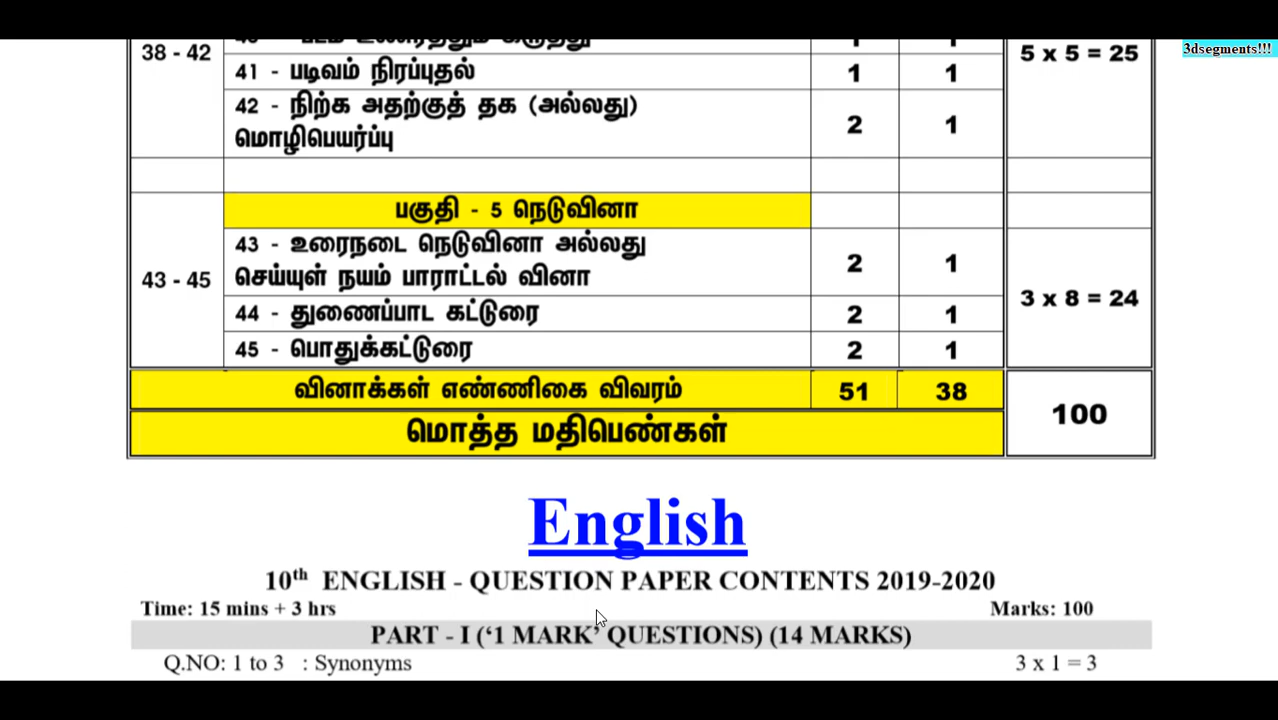 3dsegments!!!
38 - 42
5 x 5 = 25
41 - படிவம் நிரப்புதல் 1 1
42 - நிற்க அதற்குத் தக (அல்லது)
மொழிபெயர்ப்பு 2 1
பகுதி - 5 நெடுவினா
43 - உரைநடை நெடுவினா அல்லது
செய்யுள் நயம் பாராட்டல் வினா 2 1
43 - 45
3 x 8 = 24
44 - துணைப்பாட கட்டுரை 2 1
45 - பொதுக்கட்டுரை 2 1
வினாக்கள் எண்ணிகை விவரம் 51 38
100
மொத்த மதிபெண்கள்
English
10th ENGLISH - QUESTION PAPER CONTENTS 2019-2020
Time: 15 mins + 3 hrs Marks: 100
PART - I (‘1 MARK’ QUESTIONS) (14 MARKS)
Q.NO: 1 to 3 : Synonyms 3 x 1 = 3